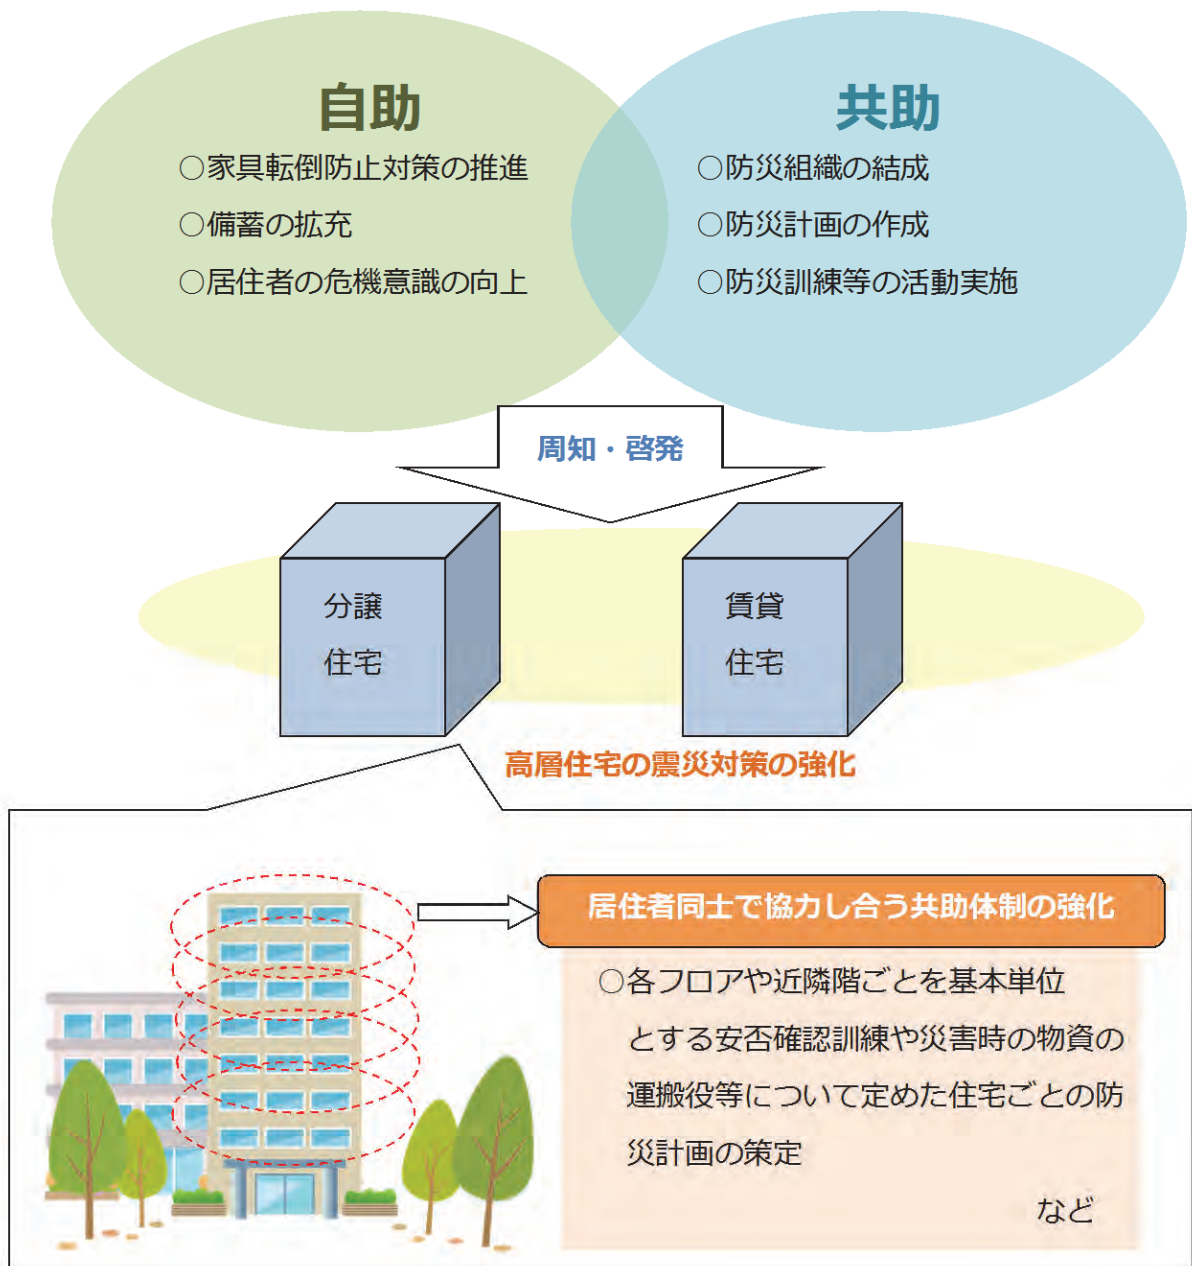 自助
○家具転倒防止対策の推進
○備蓄の拡充
○居住者の危機意識の向上
共助
○防災組織の結成
○防災計画の作成
○防災訓練等の活動実施
周知・啓発
分譲
住宅
賃貸
住宅
高層住宅の震災対策の強化
居住者同士で協力し合う共助体制の強化
○各フロアや近隣階ごとを基本単位
とする安否確認訓練や災害時の物資の
運搬役等について定めた住宅ごとの防
災計画の策定
など